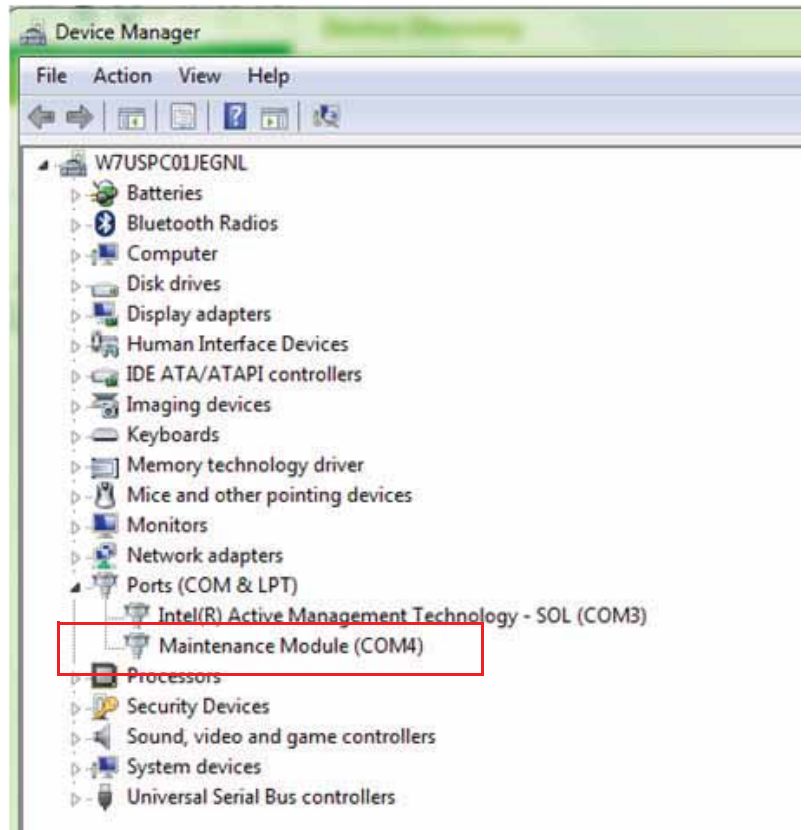 Device Manager
File Action View Help
W7USPC01JEGNL
Batteries
Bluetooth Radios
Computer
Disk drives
Display adapters
Human Interface Devices
IDE ATA/ATAPI controllers
Imaging devices
Keyboards
Memory technology driver
Mice and other pointing devices
Monitors
Network adapters
Ports (COM & LPT)
Intel(R) Active Management Technology - SOL (COM3)
Maintenance Module (COM4)
Processors
Security Devices
Sound, video and game controllers
System devices
Universal Serial Bus controllers